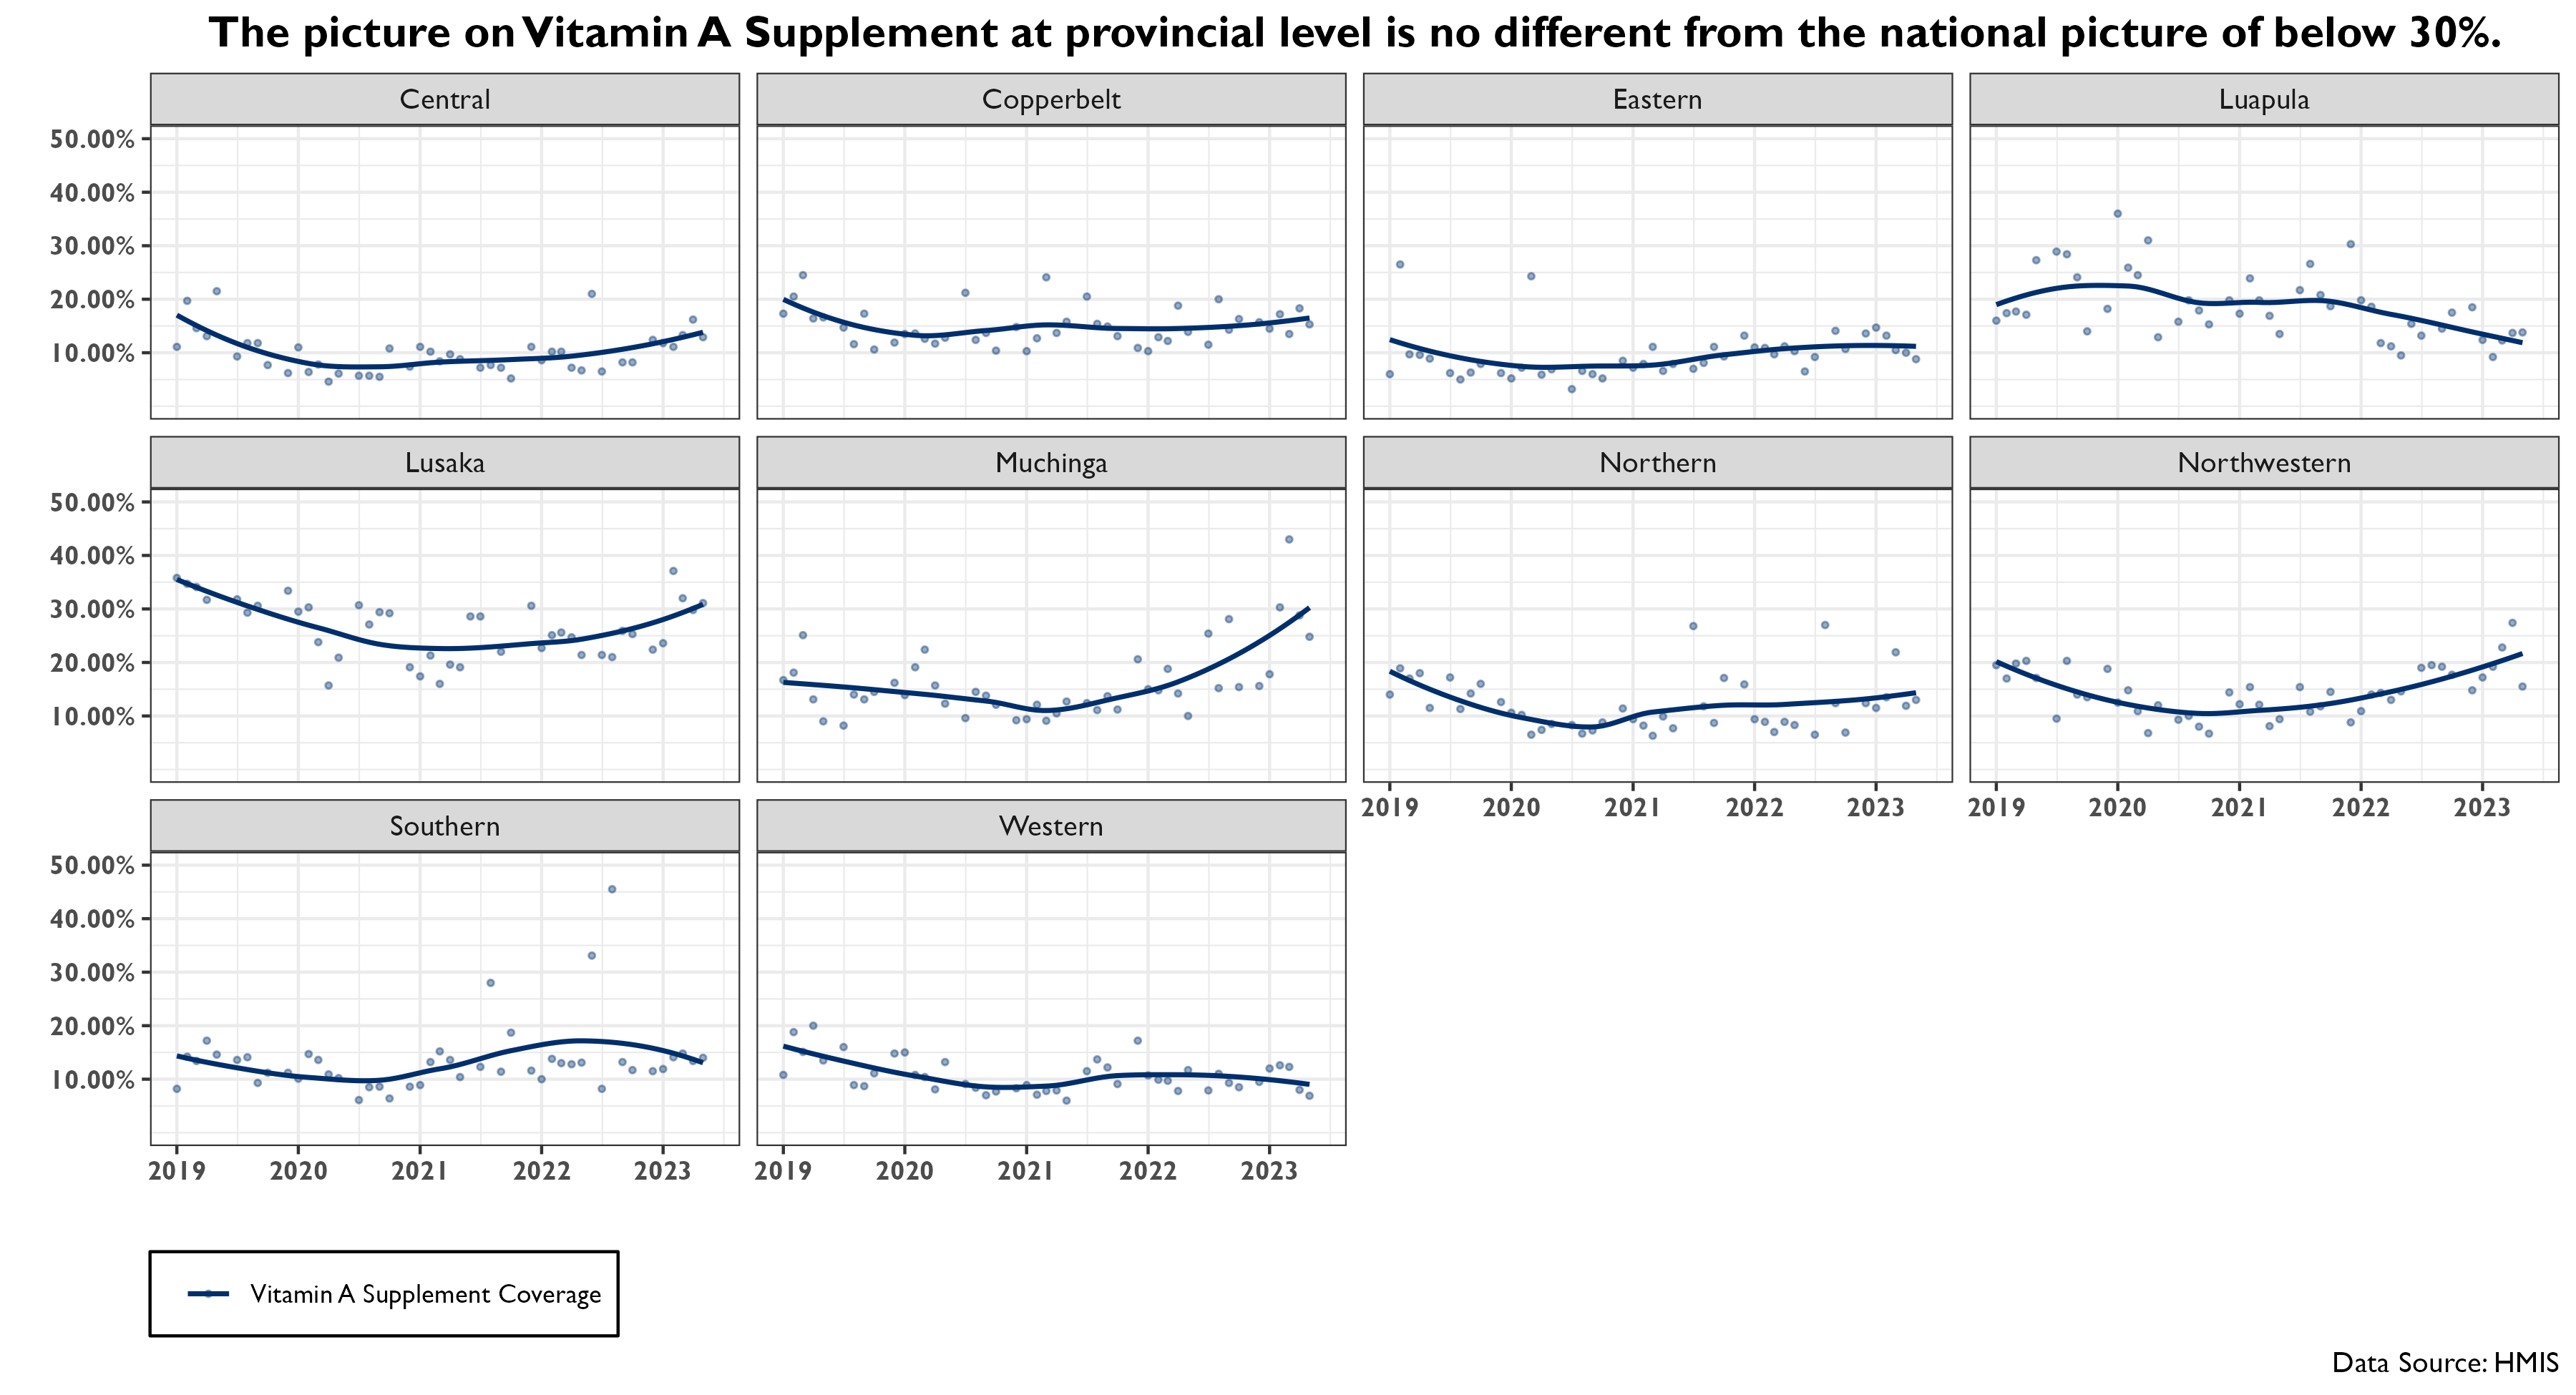 The picture on Vitamin A Supplement at provincial level is no different from the national picture of below 30%.
Central
Copperbelt
Eastern
Luapula
50.00%
40.00%
30.00%
20.00%
10.00%
Lusaka
Muchinga
Northern
Northwestern
50.00%
40.00%
30.00%
20.00%
10.00%
2019 2020 2021 2022 2023
2019 2020 2021 2022 2023
Southern
Western
50.00%
40.00%
30.00%
20.00%
10.00%
2019 2020 2021 2022 2023
2019 2020 2021 2022 2023
Vitamin A Supplement Coverage
Data Source: HMIS